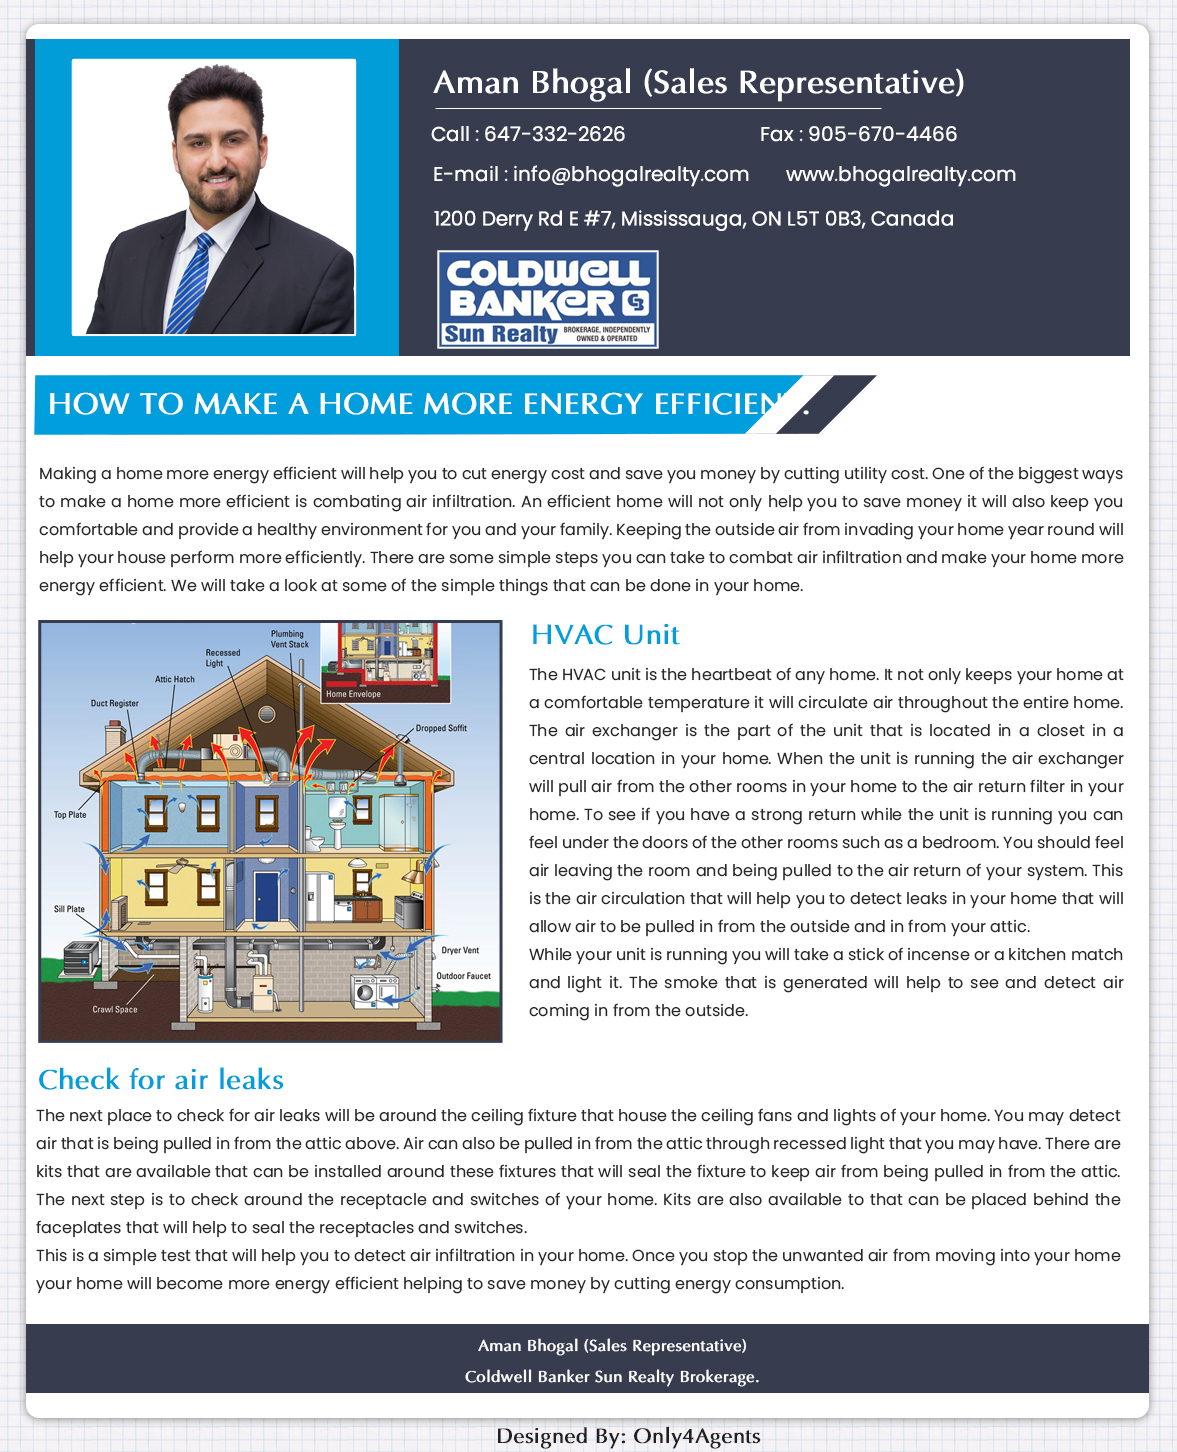 Aman Bhogal (Sales Representative)
Call : 647-332-2626 Fax : 905-670-4466
E-mail : info@bhogalrealty.com www.bhogalrealty.com
1200 Derry Rd E #7, Mississauga, ON L5T 0B3, Canada
COLDWELL
BANKER CB
Sun Realty BROKERAGE, INDEPENDENTLY
OWNED & OPERATED
HOW TO MAKE A HOME MORE ENERGY EFFICIENT.
Making a home more energy efficient will help you to cut energy cost and save you money by cutting utility cost. One of the biggest ways
to make a home more efficient is combating air infiltration. An efficient home will not only help you to save money it will also keep you
comfortable and provide a healthy environment for you and your family. Keeping the outside air from invading your home year round will
help your house perform more efficiently. There are some simple steps you can take to combat air infiltration and make your home more
energy efficient. We will take a look at some of the simple things that can be done in your home.
Plumbing
Vent Stack
Recessed
Light
Attic Hatch
Duct Register
Home Envelope
Dropped Soffit
Top Plate
Sill Plate
Dryer Vent
Outdoor Faucet
Crawl Space
HVAC Unit
The HVAC unit is the heartbeat of any home. It not only keeps your home at
a comfortable temperature it will circulate air throughout the entire home.
The air exchanger is the part of the unit that is located in a closet in a
central location in your home. When the unit is running the air exchanger
will pull air from the other rooms in your home to the air return filter in your
home. To see if you have a strong return while the unit is running you can
feel under the doors of the other rooms such as a bedroom. You should feel
air leaving the room and being pulled to the air return of your system. This
is the air circulation that will help you to detect leaks in your home that will
allow air to be pulled in from the outside and in from your attic.
While your unit is running you will take a stick of incense or a kitchen match
and light it. The smoke that is generated will help to see and detect air
coming in from the outside.
Check for air leaks
The next place to check for air leaks will be around the ceiling fixture that house the ceiling fans and lights of your home. You may detect
air that is being pulled in from the attic above. Air can also be pulled in from the attic through recessed light that you may have. There are
kits that are available that can be installed around these fixtures that will seal the fixture to keep air from being pulled in from the attic.
The next step is to check around the receptacle and switches of your home. Kits are also available to that can be placed behind the
faceplates that will help to seal the receptacles and switches.
This is a simple test that will help you to detect air infiltration in your home. Once you stop the unwanted air from moving into your home
your home will become more energy efficient helping to save money by cutting energy consumption.
Aman Bhogal (Sales Representative)
Coldwell Banker Sun Realty Brokerage.
Designed By: Only4Agents